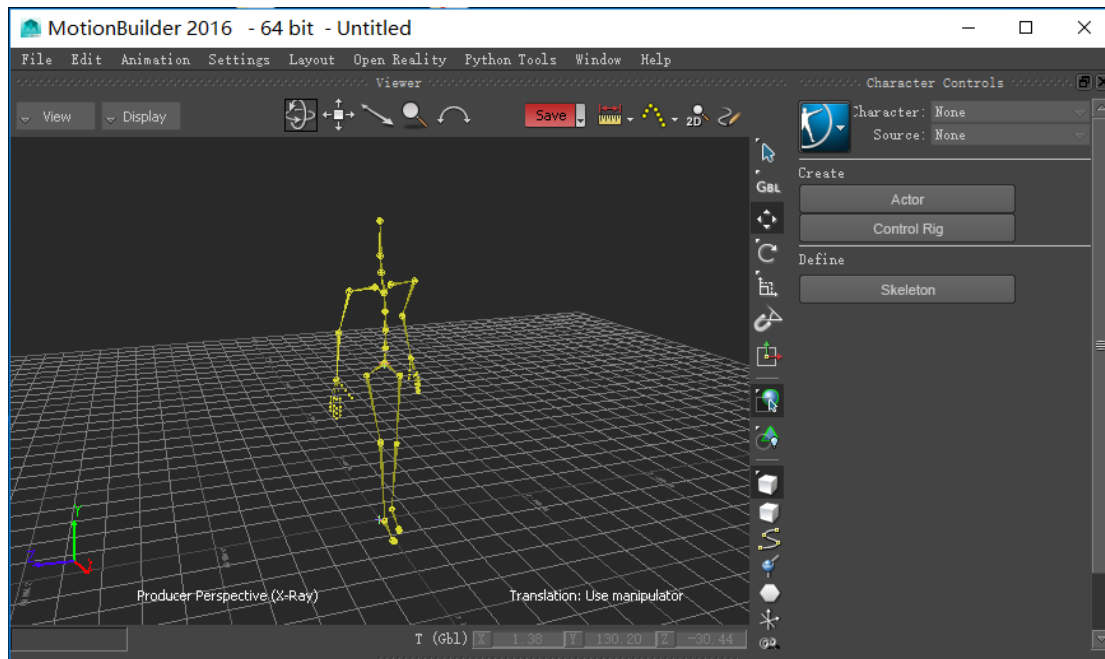 MotionBuilder 2016 - 64 bit - Untitled
File Edit Animation Settings Layout Open Reality Python Tools Window Help
Viewer
Character Controls
View Display Save 2D
Character: None
Source: None
Create
GBL
Actor
Control Rig
Define
Skeleton
Y
Producer Perspective (X-Ray) Translation: Use manipulator
T (Gbl) X 1.38 Y 130.20 Z -30.44